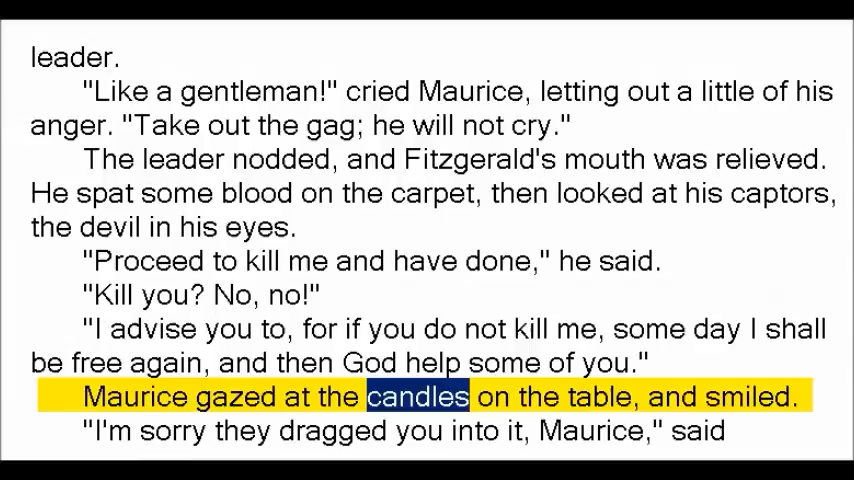 leader.
"Like a gentleman!" cried Maurice, letting out a little of his
anger. "Take out the gag; he will not cry."
The leader nodded, and Fitzgerald's mouth was relieved.
He spat some blood on the carpet, then looked at his captors,
the devil in his eyes.
"Proceed to kill me and have done," he said.
"Kill you? No, no!"
"I advise you to, for if you do not kill me, some day I shall
be free again, and then God help some of you."
Maurice gazed at the candles on the table, and smiled.
"I'm sorry they dragged you into it, Maurice," said